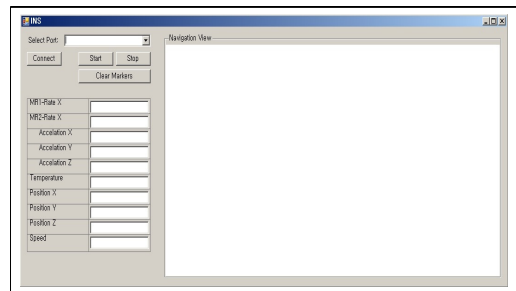 INS
Select Port:
Navigation View
Connect Start Stop
Clear Markers
MR1-Rate X
MR2-Rate X
Accelation X
Accelation Y
Accelation Z
Temperature
Position X
Position Y
Position Z
Speed